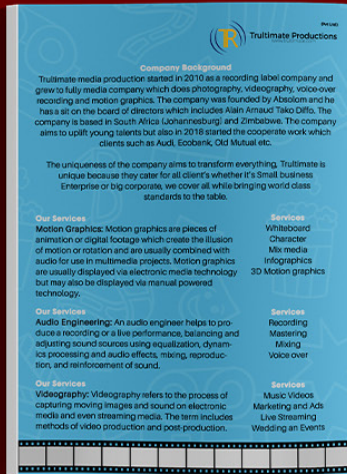 (Pvt Ltd)
TR
Trultimate Productions
Company Background
Trultimate media production started in 2010 as a recording label company and
grew to fully media company which does photography, videography, voice-over
recording and motion graphics. The company was founded by Absolom and he
has a sit on the board of directors which includes Alain Arnaud Tako Diffo. The
company is based in South Africa (Johannesburg) and Zimbabwe. The company
aims to uplift young talents but also in 2018 started the cooperate work which
clients such as Audi, Ecobank, Old Mutual etc.
The uniqueness of the company aims to transform everything, Trultimate is
unique because they cater for all client's whether it's Small business
Enterprise or big corporate, we cover all while bringing world class
standards to the table.
Our Services
Motion Graphics: Motion graphics are pieces of
animation or digital footage which create the illusion
of motion or rotation and are usually combined with
audio for use in multimedia projects. Motion graphics
are usually displayed via electronic media technology
but may also be displayed via manual powered
technology.
Services
Whiteboard
Character
Mix media
Infographics
3D Motion graphics
Our Services
Audio Engineering: An audio engineer helps to pro-
duce a recording or a live performance, balancing and
adjusting sound sources using equalization, dynam-
ics processing and audio effects, mixing, reproduc-
tion, and reinforcement of sound.
Services
Recording
Mastering
Mixing
Voice over
Our Services
Videography: Videography refers to the process of
capturing moving images and sound on electronic
media and even streaming media. The term includes
methods of video production and post-production.
Services
Music Videos
Marketing and Ads
Live Streaming
Wedding an Events